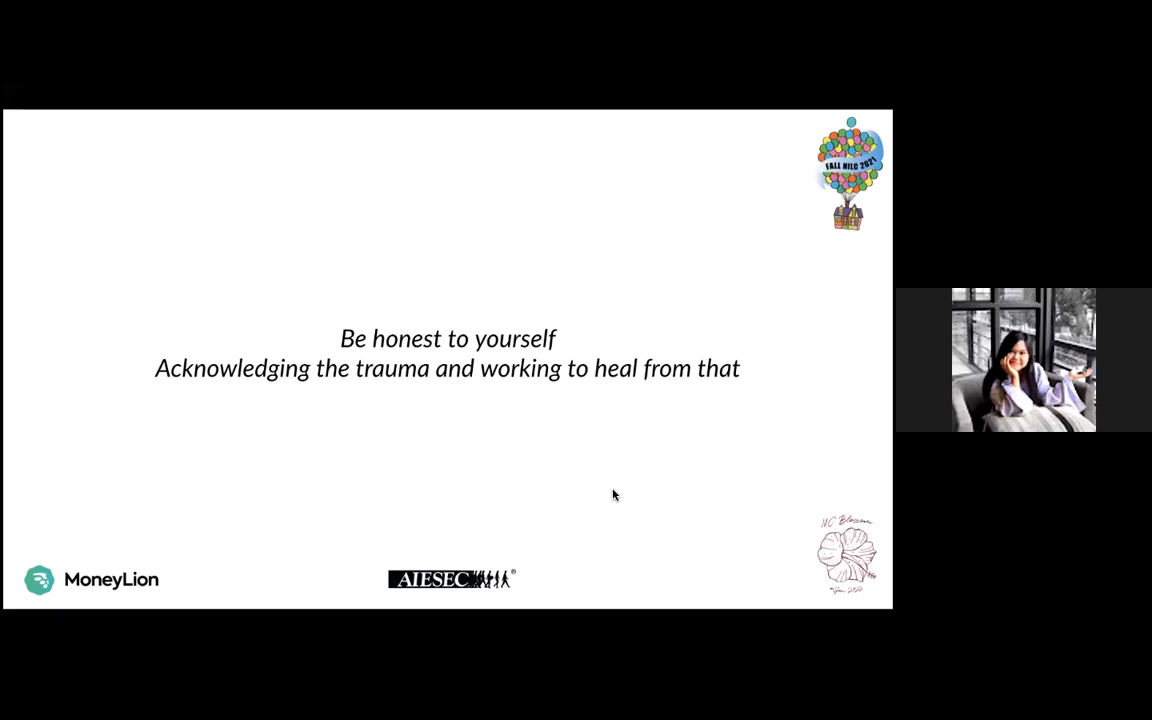 FALL NILC 2021
Be honest to yourself
Acknowledging the trauma and working to heal from that
MC Blossom
MoneyLion
AIESEC